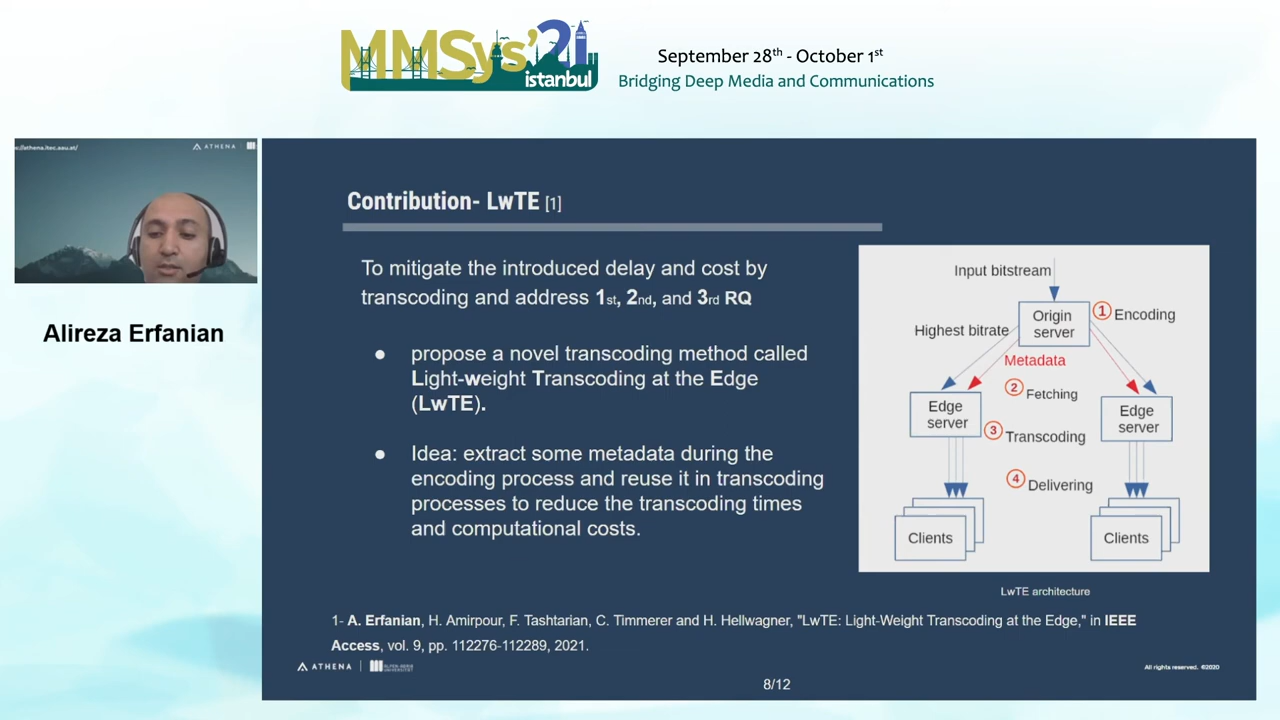 MMSys'21
istanbul
September 28th - October 1st
Bridging Deep Media and Communications
ATHENA
Alireza Erfanian
Contribution- LwTE [1]
To mitigate the introduced delay and cost by
transcoding and address 1st, 2nd, and 3rd RQ
● propose a novel transcoding method called
Light-weight Transcoding at the Edge
(LwTE).
● Idea: extract some metadata during the
encoding process and reuse it in transcoding
processes to reduce the transcoding times
and computational costs.
Input bitstream
Origin
server
1 Encoding
Highest bitrate
Metadata
2 Fetching
Edge
server
Edge
server
3 Transcoding
4 Delivering
Clients
Clients
LwTE architecture
1- A. Erfanian, H. Amirpour, F. Tashtarian, C. Timmerer and H. Hellwagner, "LwTE: Light-Weight Transcoding at the Edge," in IEEE
Access, vol. 9, pp. 112276-112289, 2021.
ATHENA
All rights reserved. ©2020
8/12